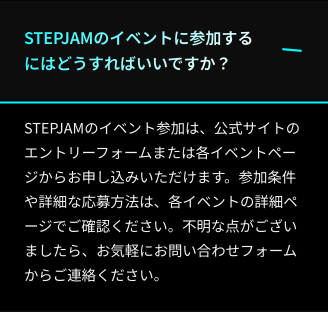 STEPJAMのイベントに参加する
にはどうすればいいですか？
STEPJAMのイベント参加は、公式サイトの
エントリーフォームまたは各イベントペー
ジからお申し込みいただけます。参加条件
や詳細な応募方法は、各イベントの詳細ペ
ージでご確認ください。不明な点がござい
ましたら、お気軽にお問い合わせフォーム
からご連絡ください。